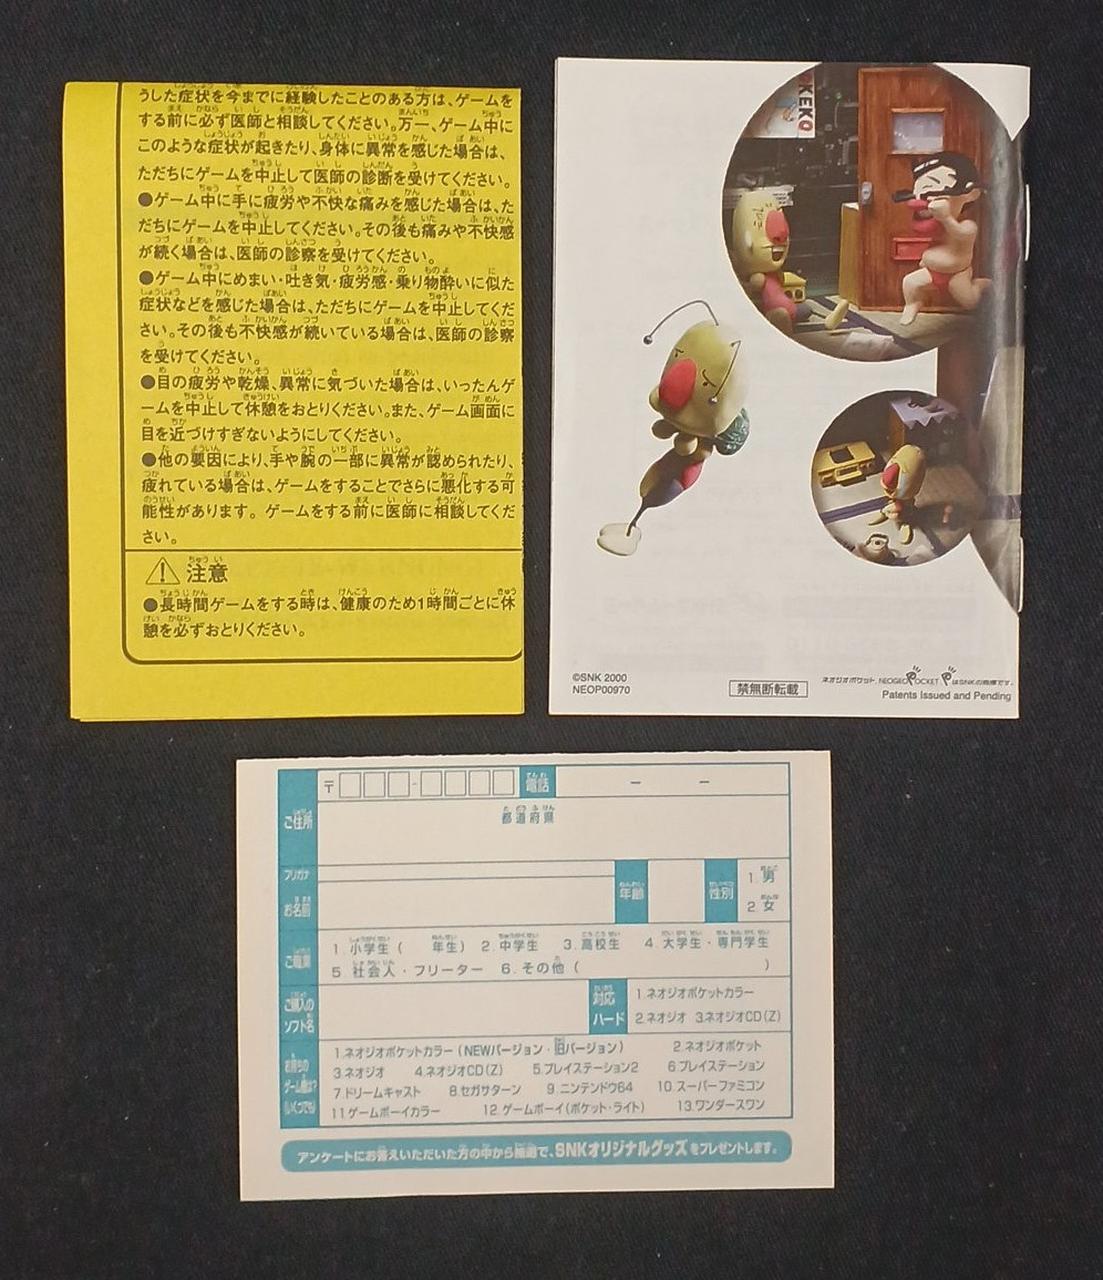 うした症状を今までに経験したことのある方は、ゲームを
する前に必ず医師と相談してください。万一、ゲーム中に
このような症状が起きたり、身体に異常を感じた場合は、
ただちにゲームを中止して医師の診断を受けてください。
●ゲーム中に手に疲労や不快な痛みを感じた場合は、た
だちにゲームを中止してください。その後も痛みや不快感
が続く場合は、医師の診察を受けてください。
●ゲーム中にめまい・吐き気・疲労感・乗り物酔いに似た
症状などを感じた場合は、ただちにゲームを中止してくだ
さい。その後も不快感が続いている場合は、医師の診察
を受けてください。
●目の疲労や乾燥、異常に気づいた場合は、いったんゲ
ームを中止して休憩をおとりください。また、ゲーム画面に
目を近づけすぎないようにしてください。
●他の要因により、手や腕の一部に異常が認められたり、
疲れている場合は、ゲームをすることでさらに悪化する可
能性があります。ゲームをする前に医師に相談してくだ
さい。
注意
●長時間ゲームをする時は、健康のため1時間ごとに休
憩を必ずおとりください。
KEKO
©SNK 2000
NEOP00970
禁無断転載
ネオジオポケット、NEOGEO POCKET、PはSNKの商標です。
Patents Issued and Pending
〒 - 電話 − −
ご住所 都道府県
フリガナ
お名前 年齢 性別 1.男
2.女
ご職業 1.小学生( 年生) 2.中学生 3.高校生 4.大学生・専門学生
5.社会人・フリーター 6.その他( )
ご購入の
ソフト名
対応
ハード
1.ネオジオポケットカラー
2.ネオジオ 3.ネオジオCD(Z)
お持ちの
ゲーム機は?
(いくつでも)
1.ネオジオポケットカラー(NEWバージョン・旧バージョン) 2.ネオジオポケット
3.ネオジオ 4.ネオジオCD(Z) 5.プレイステーション2 6.プレイステーション
7.ドリームキャスト 8.セガサターン 9.ニンテンドウ64 10.スーパーファミコン
11.ゲームボーイカラー 12.ゲームボーイ(ポケット・ライト) 13.ワンダースワン
アンケートにお答えいただいた方の中から抽選で、SNKオリジナルグッズをプレゼントします。